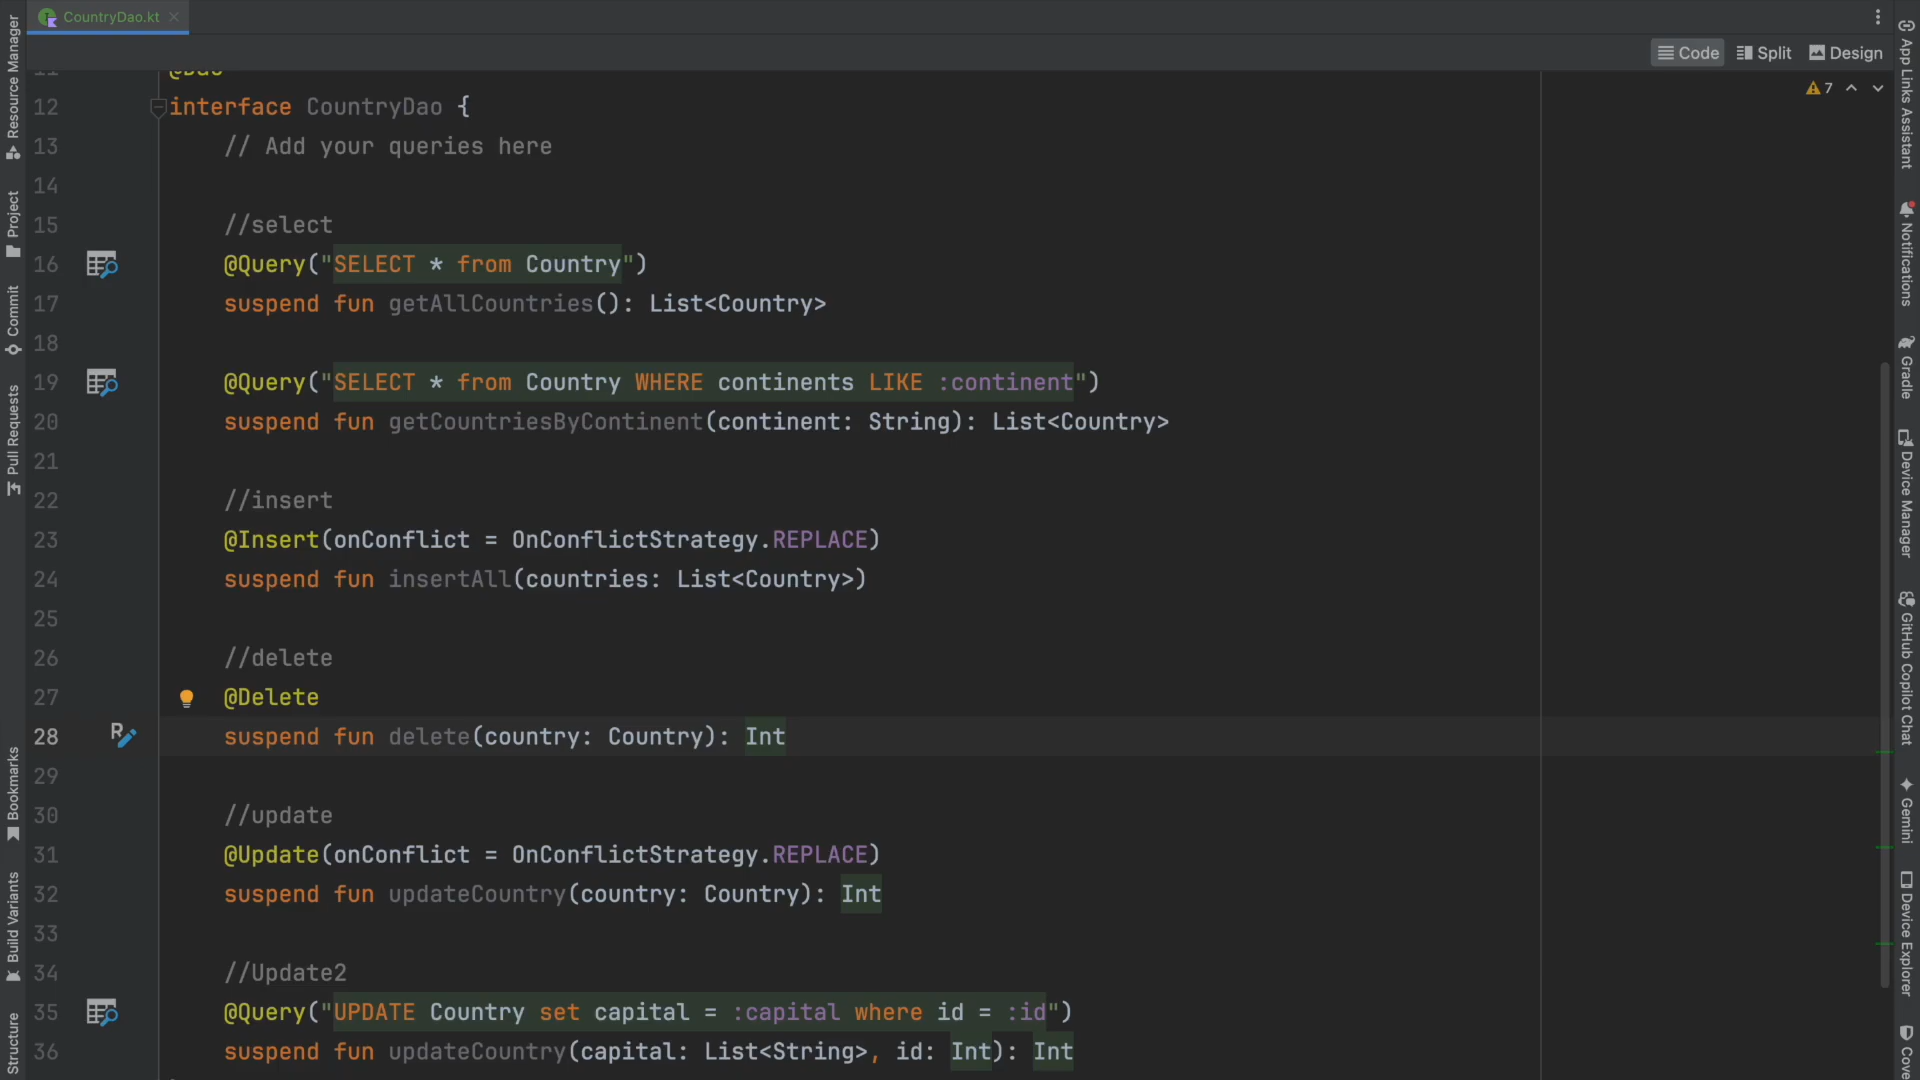 CountryDao.kt
Code
Split
Design
7
11 @Dao
12 interface CountryDao {
13 // Add your queries here
14
15 //select
16 @Query("SELECT * from Country")
17 suspend fun getAllCountries(): List<Country>
18
19 @Query("SELECT * from Country WHERE continents LIKE :continent")
20 suspend fun getCountriesByContinent(continent: String): List<Country>
21
22 //insert
23 @Insert(onConflict = OnConflictStrategy.REPLACE)
24 suspend fun insertAll(countries: List<Country>)
25
26 //delete
27 @Delete
28 suspend fun delete(country: Country): Int
29
30 //update
31 @Update(onConflict = OnConflictStrategy.REPLACE)
32 suspend fun updateCountry(country: Country): Int
33
34 //Update2
35 @Query("UPDATE Country set capital = :capital where id = :id")
36 suspend fun updateCountry(capital: List<String>, id: Int): Int
Resource Manager
Project
Commit
Pull Requests
Bookmarks
Build Variants
Structure
App Links Assistant
Notifications
Gradle
Device Manager
GitHub Copilot Chat
Gemini
Device Explorer
Cove